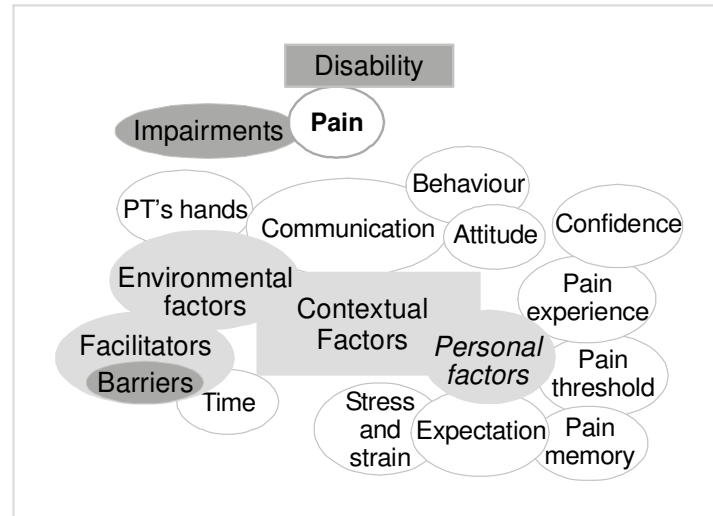 Disability
Impairments
Pain
Behaviour
PT's hands
Communication
Attitude
Confidence
Environmental
factors
Contextual
Factors
Pain
experience
Facilitators
Barriers
Personal
factors
Pain
threshold
Time
Stress
and
strain
Expectation
Pain
memory